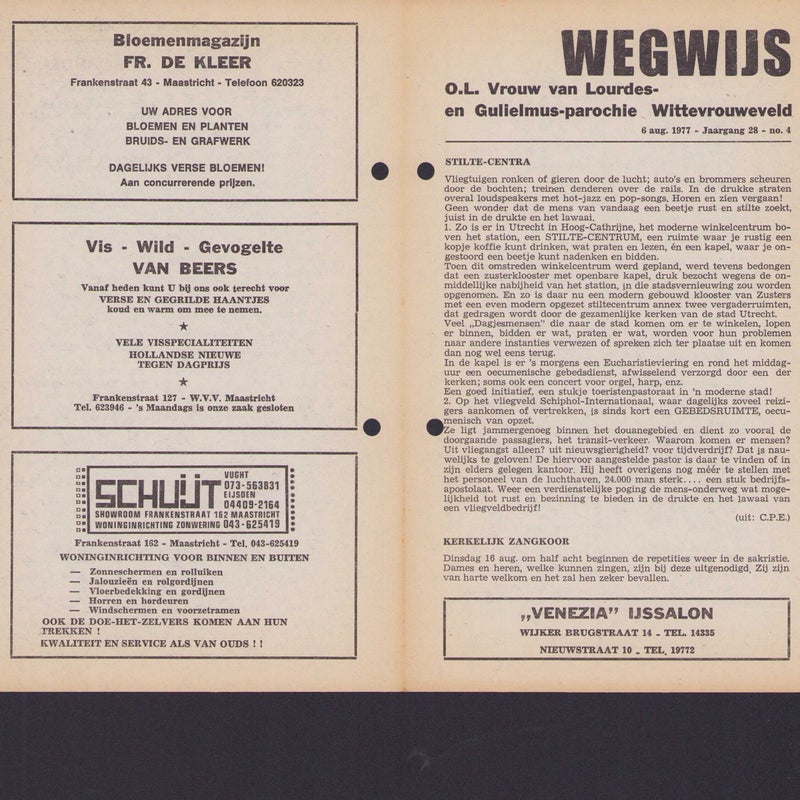 Bloemenmagazijn
FR. DE KLEER
Frankenstraat 43 - Maastricht - Telefoon 620323
UW ADRES VOOR
BLOEMEN EN PLANTEN
BRUIDS- EN GRAFWERK
DAGELIJKS VERSE BLOEMEN!
Aan concurrerende prijzen.
Vis - Wild - Gevogelte
VAN BEERS
Vanaf heden kunt U bij ons ook terecht voor
VERSE EN GEGRILDE HAANTJES
koud en warm om mee te nemen.
VELE VISSPECIALITEITEN
HOLLANDSE NIEUWE
TEGEN DAGPRIJS
Frankenstraat 127 - W.V.V. Maastricht
Tel. 623946 - 's Maandags is onze zaak gesloten
SCHUIJT
VUGHT
073-563831
EIJSDEN
04409-2164
SHOWROOM FRANKENSTRAAT 162 MAASTRICHT
WONINGINRICHTING ZONWERING 043-625419
Frankenstraat 162 - Maastricht - Tel. 043-625419
WONINGINRICHTING VOOR BINNEN EN BUITEN
— Zonneschermen en rolluiken
— Jalouzieën en rolgordijnen
— Vloerbedekking en gordijnen
— Horren en hordeuren
— Windschermen en voorzetramen
OOK DE DOE-HET-ZELVERS KOMEN AAN HUN
TREKKEN !
KWALITEIT EN SERVICE ALS VAN OUDS ! !
WEGWIJS
O.L. Vrouw van Lourdes-
en Gulielmus-parochie Wittevrouweveld
6 aug. 1977 - Jaargang 28 - no. 4
STILTE-CENTRA
Vliegtuigen ronken of gieren door de lucht; auto's en brommers scheuren
door de bochten; treinen denderen over de rails. In de drukke straten
overal loudspeakers met hot-jazz en pop-songs. Horen en zien vergaan!
Geen wonder dat de mens van vandaag een beetje rust en stilte zoekt,
juist in de drukte en het lawaai.
1. Zo is er in Utrecht in Hoog-Cathrijne, het moderne winkelcentrum bo-
ven het station, een STILTE-CENTRUM, een ruimte waar je rustig een
kopje koffie kunt drinken, wat praten en lezen, én een kapel, waar je on-
gestoord een beetje kunt nadenken en bidden.
Toen dit omstreden winkelcentrum werd gepland, werd tevens bedongen
dat een zusterklooster met openbare kapel, druk bezocht wegens de on-
middellijke nabijheid van het station, in de stadsvernieuwing zou worden
opgenomen. En zo is daar nu een modern gebouwd klooster van Zusters
met een even modern opgezet stiltecentrum annex twee vergaderruimten,
dat gedragen wordt door de gezamenlijke kerken van de stad Utrecht.
Veel „Dagjesmensen" die naar de stad komen om er te winkelen, lopen
er binnen, bidden er wat, praten er wat, worden voor hun problemen
naar andere instanties verwezen of spreken zich ter plaatse uit en komen
dan nog wel eens terug.
In de kapel is er 's morgens een Eucharistieviering en rond het middag-
uur een oecumenische gebedsdienst, afwisselend verzorgd door een der
kerken; soms ook een concert voor orgel, harp, enz.
Een goed initiatief, een stukje toeristenpastoraat in 'n moderne stad!
2. Op het vliegveld Schiphol-Internationaal, waar dagelijks zoveel reizi-
gers aankomen of vertrekken, is sinds kort een GEBEDSRUIMTE, oecu-
menisch van opzet.
Ze ligt jammergenoeg binnen het douanegebied en dient zo vooral de
doorgaande passagiers, het transit-verkeer. Waarom komen er mensen?
Uit vliegangst alleen? uit nieuwsgierigheid? voor tijdverdrijf? Dat is nau-
welijks te geloven! De hiervoor aangestelde pastor is daar te vinden of in
zijn elders gelegen kantoor. Hij heeft overigens nog méér te stellen met
het personeel van de luchthaven, 24.000 man sterk.... een stuk bedrijfs-
apostolaat. Weer een verdienstelijke poging de mens-onderweg wat moge-
lijkheid tot rust en bezinning te bieden in de drukte en het lawaai van
een vliegveldbedrijf!
(uit: C.P.E.)
KERKELIJK ZANGKOOR
Dinsdag 16 aug. om half acht beginnen de repetities weer in de sakristie.
Dames en heren, welke kunnen zingen, zijn bij deze uitgenodigd. Zij zijn
van harte welkom en het zal hen zeker bevallen.
„VENEZIA" IJSSALON
WIJKER BRUGSTRAAT 14 - TEL. 14335
NIEUWSTRAAT 10 - TEL. 19772